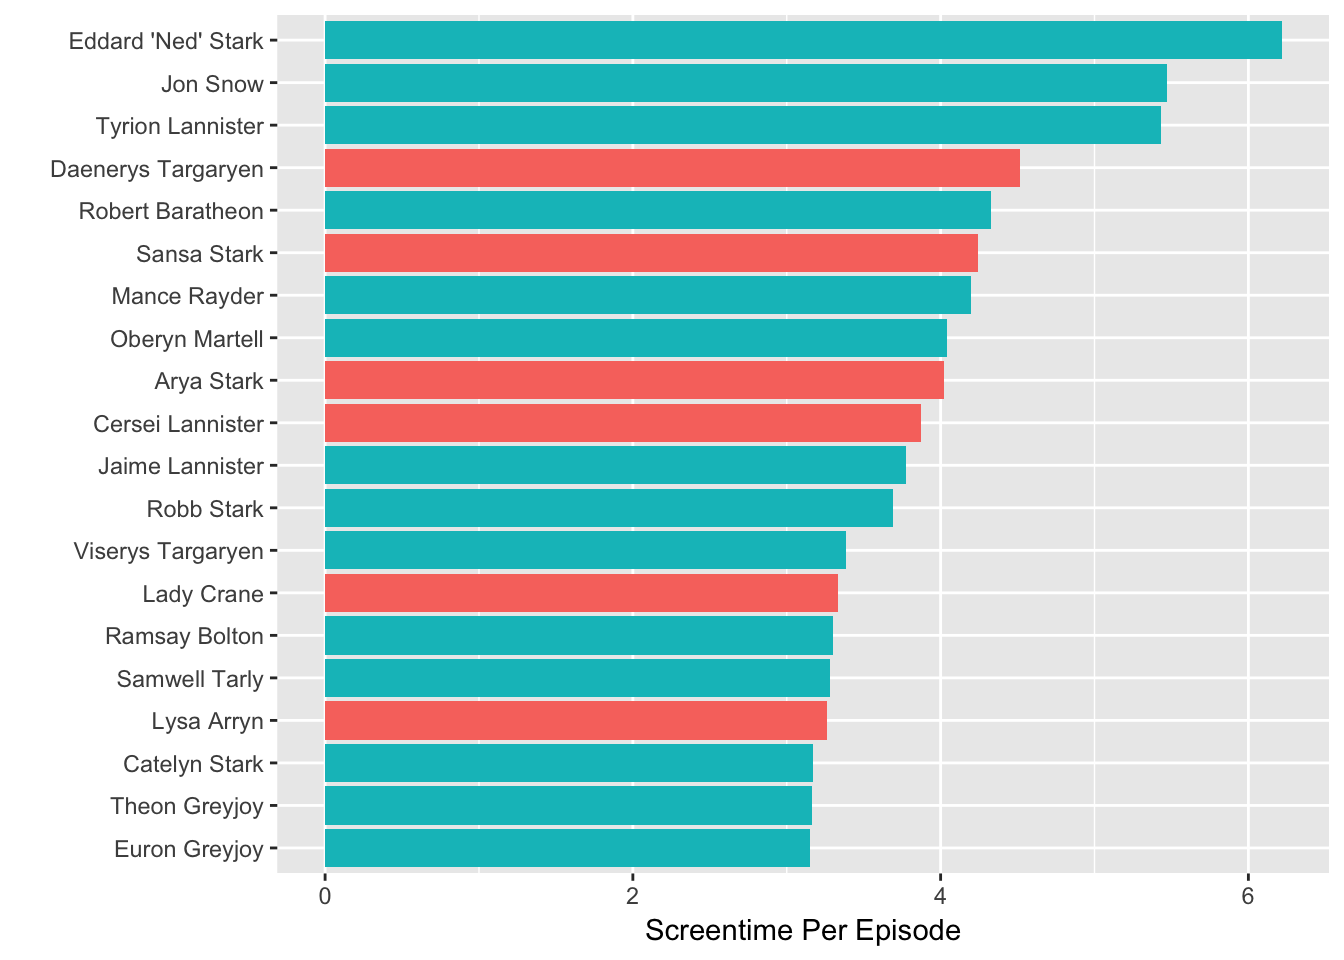 Eddard 'Ned' Stark
Jon Snow
Tyrion Lannister
Daenerys Targaryen
Robert Baratheon
Sansa Stark
Mance Rayder
Oberyn Martell
Arya Stark
Cersei Lannister
Jaime Lannister
Robb Stark
Viserys Targaryen
Lady Crane
Ramsay Bolton
Samwell Tarly
Lysa Arryn
Catelyn Stark
Theon Greyjoy
Euron Greyjoy
0 2 4 6
Screentime Per Episode